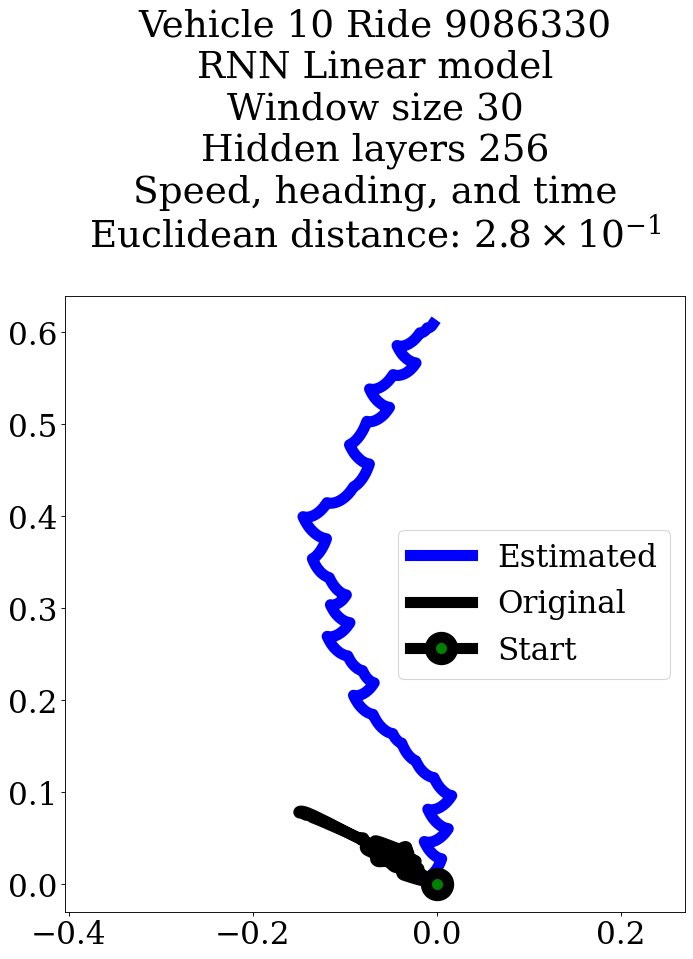 Vehicle 10 Ride 9086330
RNN Linear model
Window size 30
Hidden layers 256
Speed, heading, and time
Euclidean distance: 2.8 × 10⁻¹
0.6
0.5
0.4
0.3
0.2
0.1
0.0
Estimated
Original
Start
−0.4
−0.2
0.0
0.2